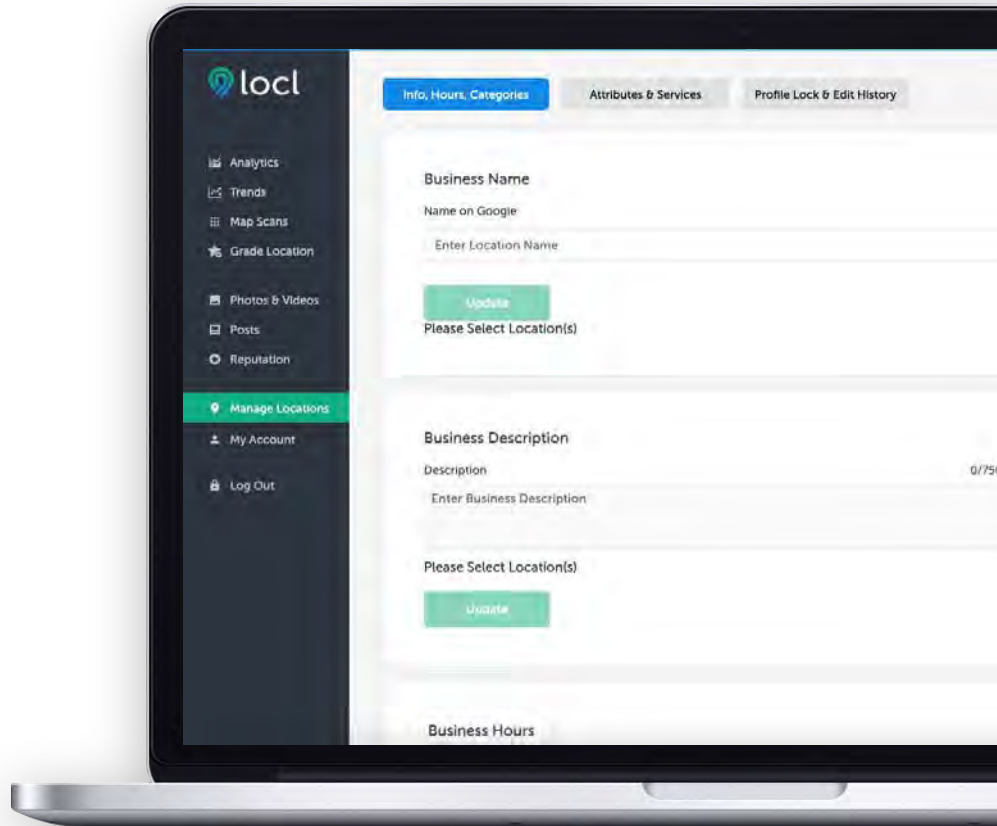 locl
Info, Hours, Categories
Attributes & Services
Profile Lock & Edit History
Analytics
Trends
Map Scans
Grade Location
Photos & Videos
Posts
Reputation
Manage Locations
My Account
Log Out
Business Name
Name on Google
Enter Location Name
Update
Please Select Location(s)
Business Description
Description
0/750
Enter Business Description
Please Select Location(s)
Update
Business Hours